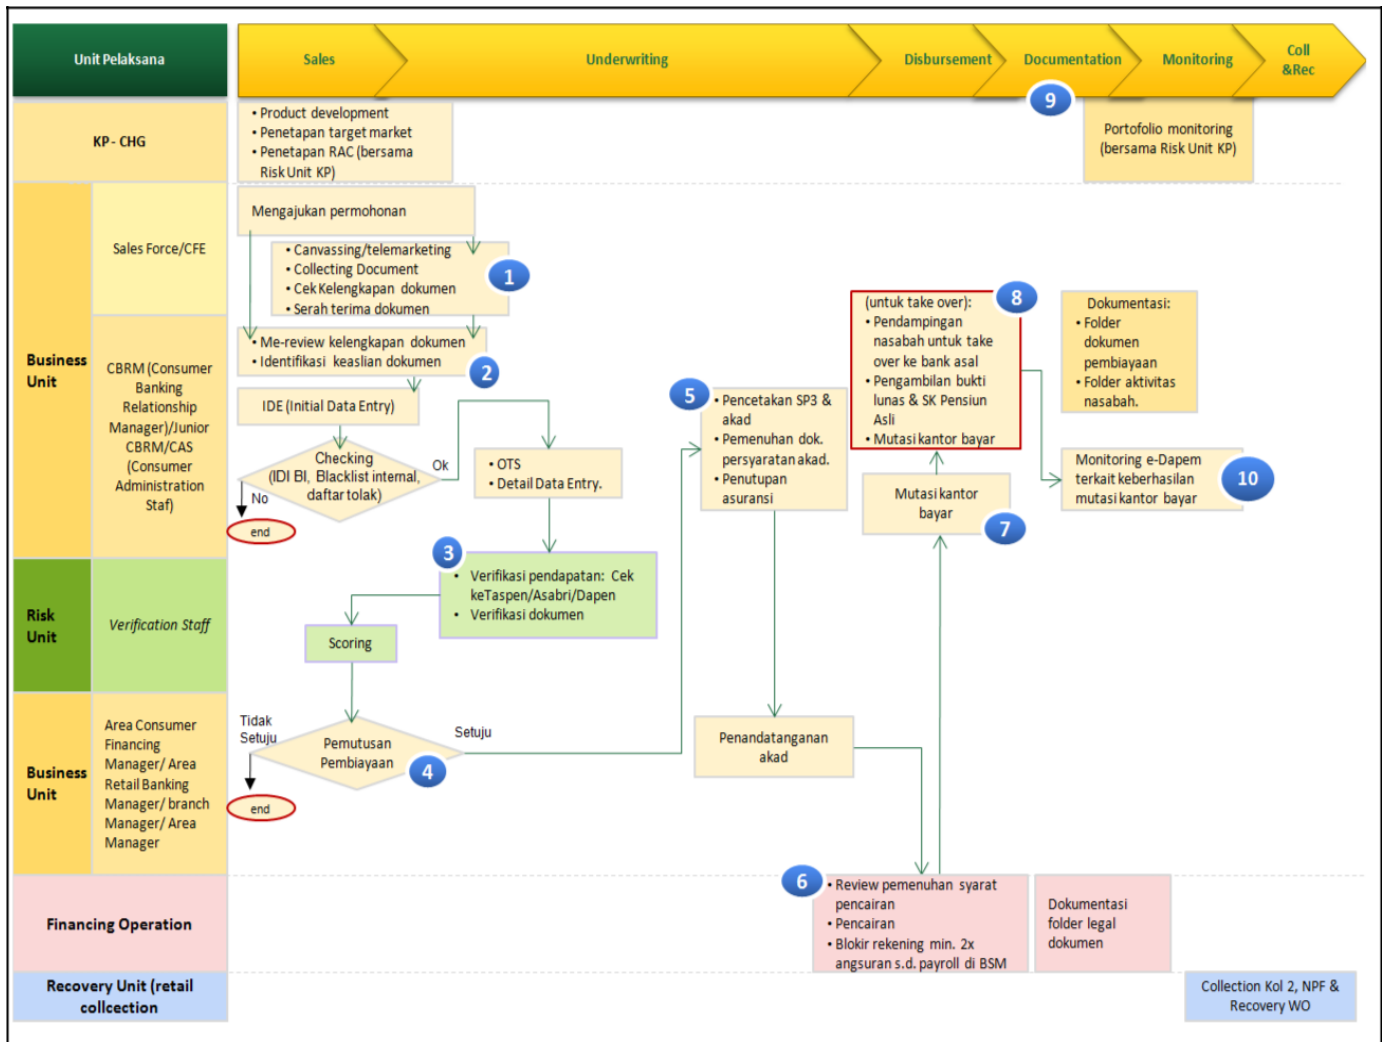 Unit Pelaksana
Sales
Underwriting
Disbursement
Documentation
Monitoring
Coll
&Rec
9
KP - CHG
• Product development
• Penetapan target market
• Penetapan RAC (bersama
Risk Unit KP)
Portofolio monitoring
(bersama Risk Unit KP)
Business
Unit
Sales Force/CFE
Mengajukan permohonan
• Canvassing/telemarketing
• Collecting Document
• Cek Kelengkapan dokumen
• Serah terima dokumen
1
CBRM (Consumer
Banking
Relationship
Manager)/Junior
CBRM/CAS
(Consumer
Administration
Staf)
• Me-review kelengkapan dokumen
• Identifikasi keaslian dokumen
2
IDE (Initial Data Entry)
Checking
(IDI BI, Blacklist internal,
daftar tolak)
Ok
No
end
• OTS
• Detail Data Entry.
5
• Pencetakan SP3 &
akad
• Pemenuhan dok.
persyaratan akad.
• Penutupan
asuransi
8
(untuk take over):
• Pendampingan
nasabah untuk take
over ke bank asal
• Pengambilan bukti
lunas & SK Pensiun
Asli
• Mutasi kantor bayar
Mutasi kantor
bayar
7
Dokumentasi:
• Folder
dokumen
pembiayaan
• Folder aktivitas
nasabah.
Monitoring e-Dapem
terkait keberhasilan
mutasi kantor bayar
10
Risk
Unit
Verification Staff
3
• Verifikasi pendapatan: Cek
keTaspen/Asabri/Dapen
• Verifikasi dokumen
Scoring
Business
Unit
Area Consumer
Financing
Manager/ Area
Retail Banking
Manager/ branch
Manager/ Area
Manager
Tidak
Setuju
Pemutusan
Pembiayaan
4
Setuju
end
Penandatanganan
akad
Financing Operation
6
• Review pemenuhan syarat
pencairan
• Pencairan
• Blokir rekening min. 2x
angsuran s.d. payroll di BSM
Dokumentasi
folder legal
dokumen
Recovery Unit (retail
collcection
Collection Kol 2, NPF &
Recovery WO